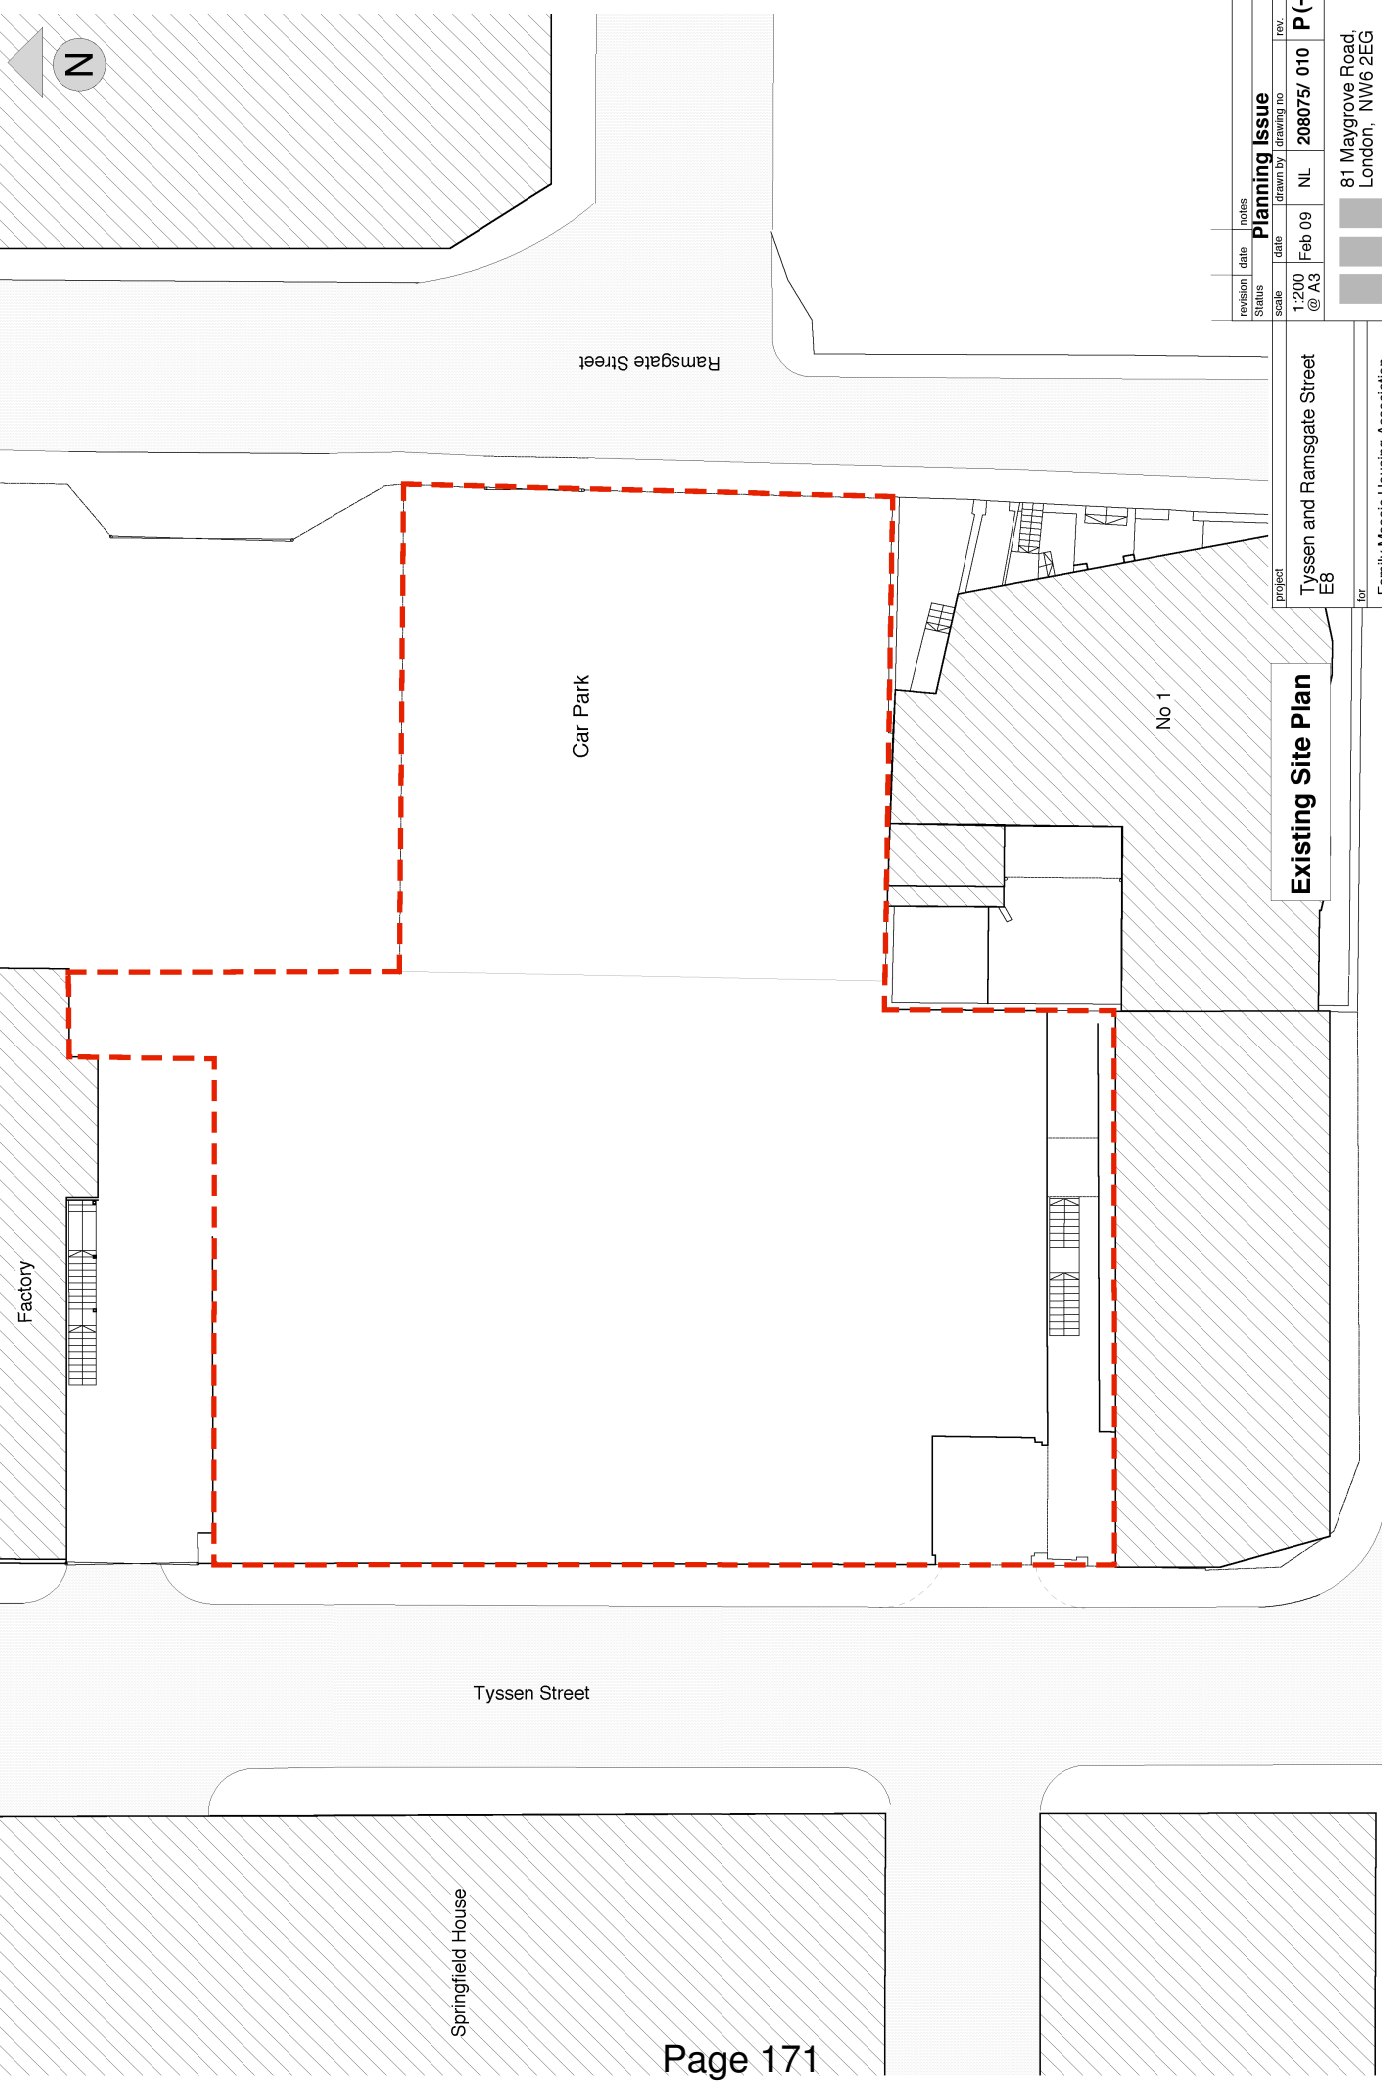 N
Ramsgate Street
Car Park
No 1
Factory
Tyssen Street
Springfield House
Existing Site Plan
revision date notes
Status
Planning Issue
scale date drawn by drawing no rev.
1:200 @ A3 Feb 09 NL 208075/ 010 P(-
project
Tyssen and Ramsgate Street
E8
for
81 Maygrove Road,
London, NW6 2EG
Page 171